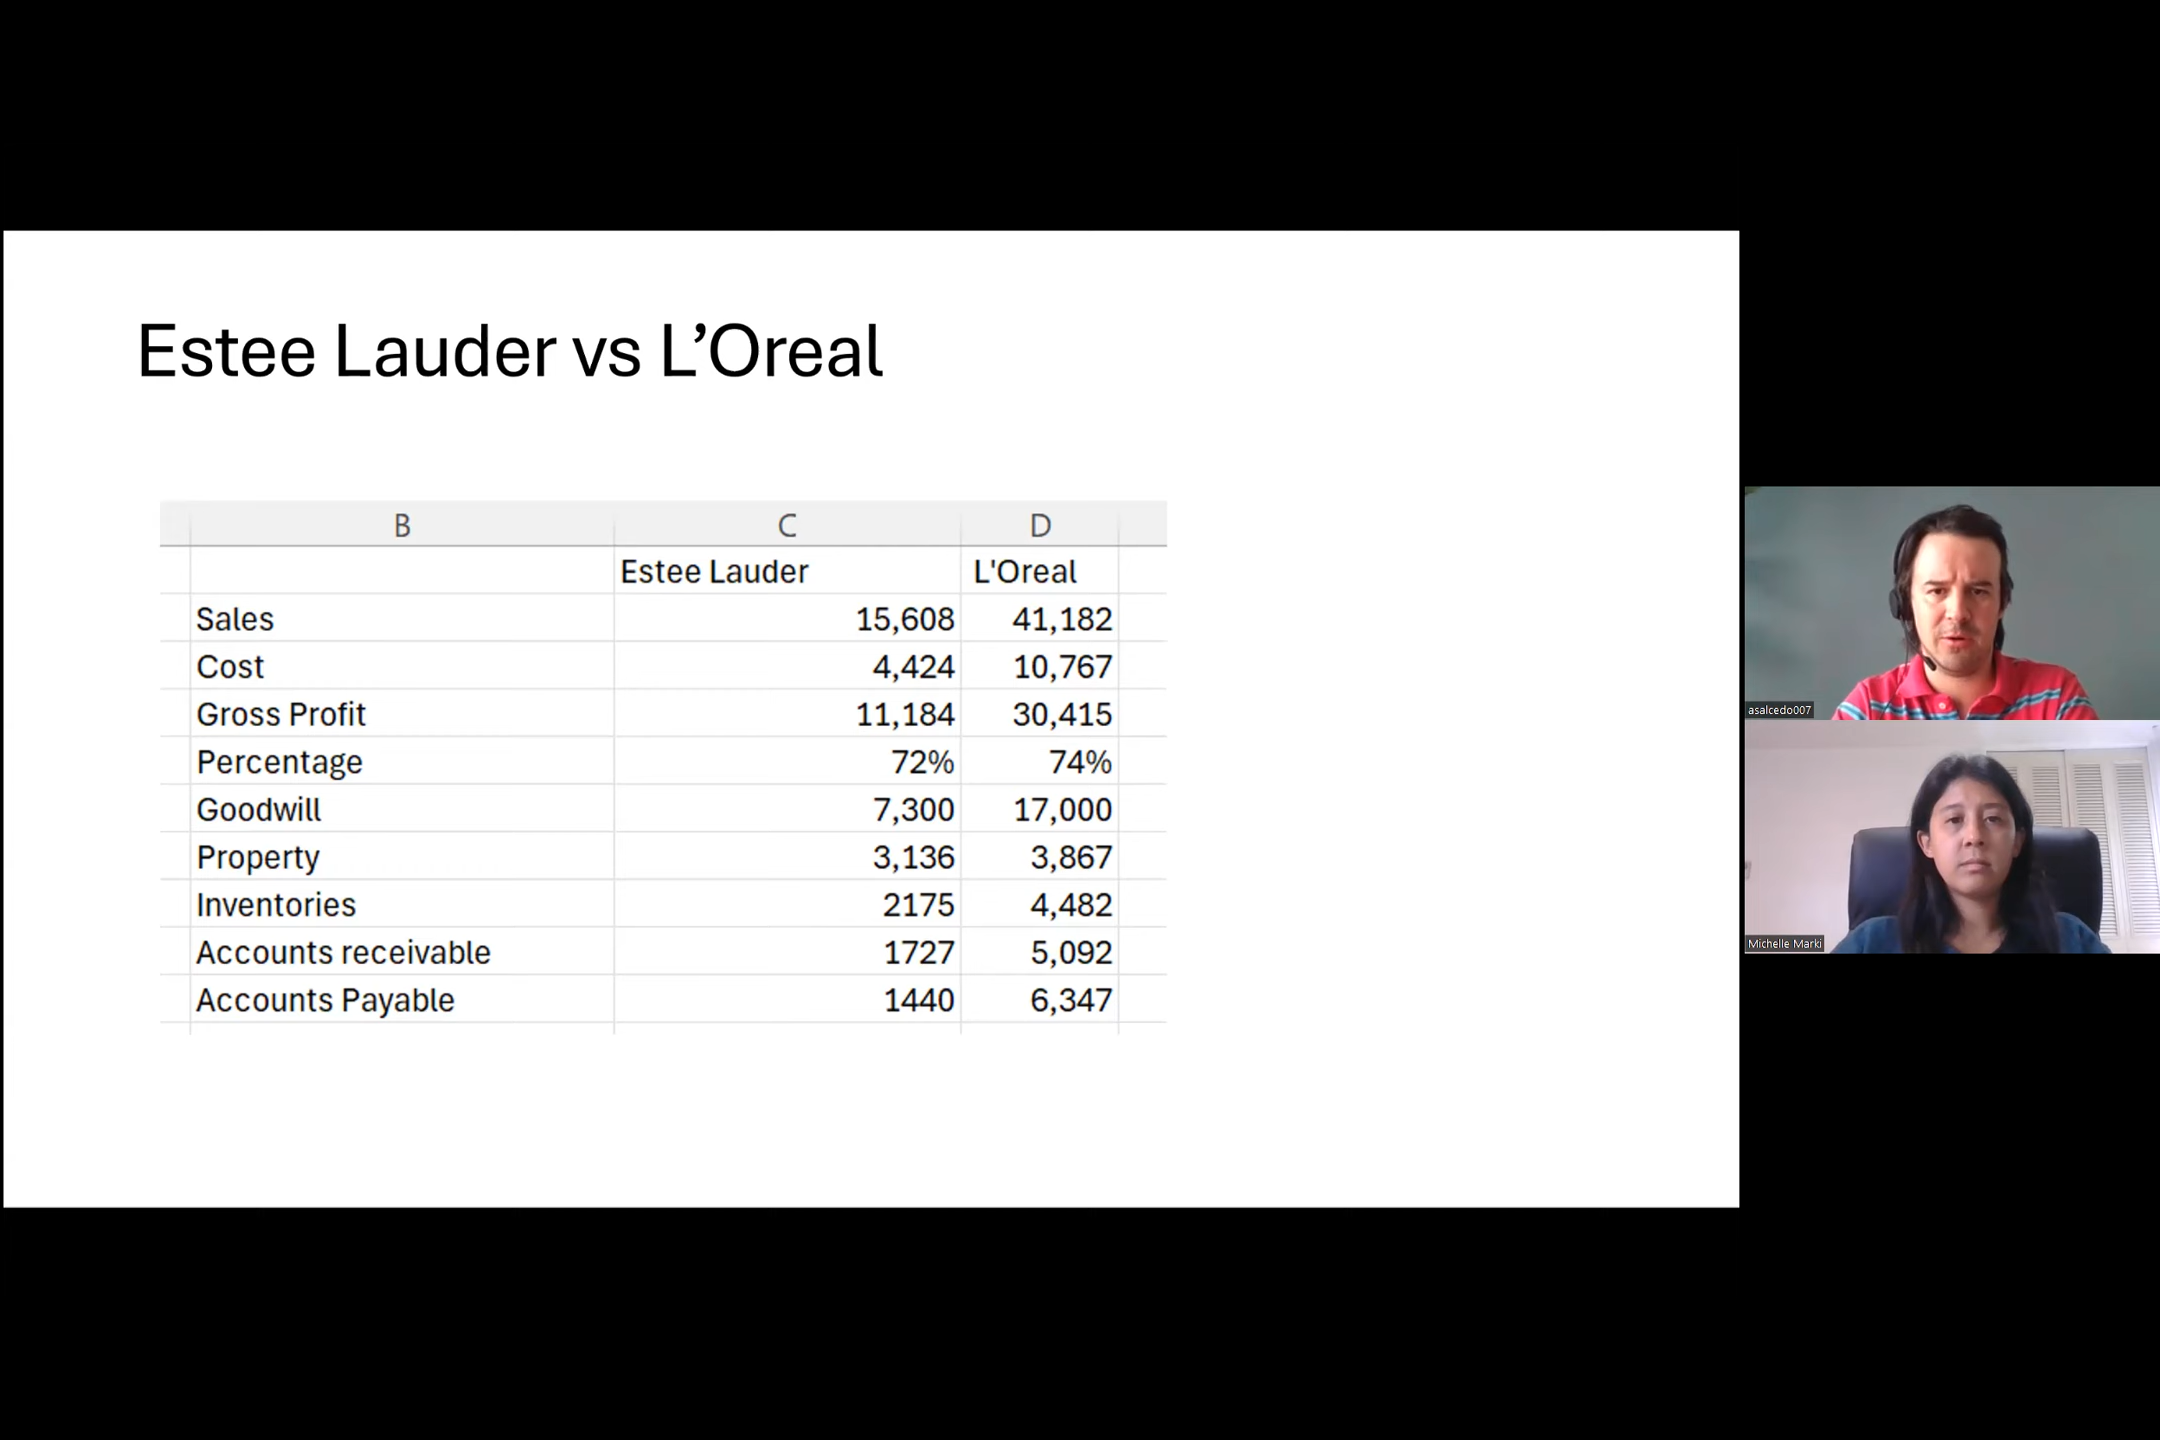 Estee Lauder vs L’Oreal
B C D
Estee Lauder L'Oreal
Sales 15,608 41,182
Cost 4,424 10,767
Gross Profit 11,184 30,415
Percentage 72% 74%
Goodwill 7,300 17,000
Property 3,136 3,867
Inventories 2175 4,482
Accounts receivable 1727 5,092
Accounts Payable 1440 6,347
asalcedo007
Michelle Marki